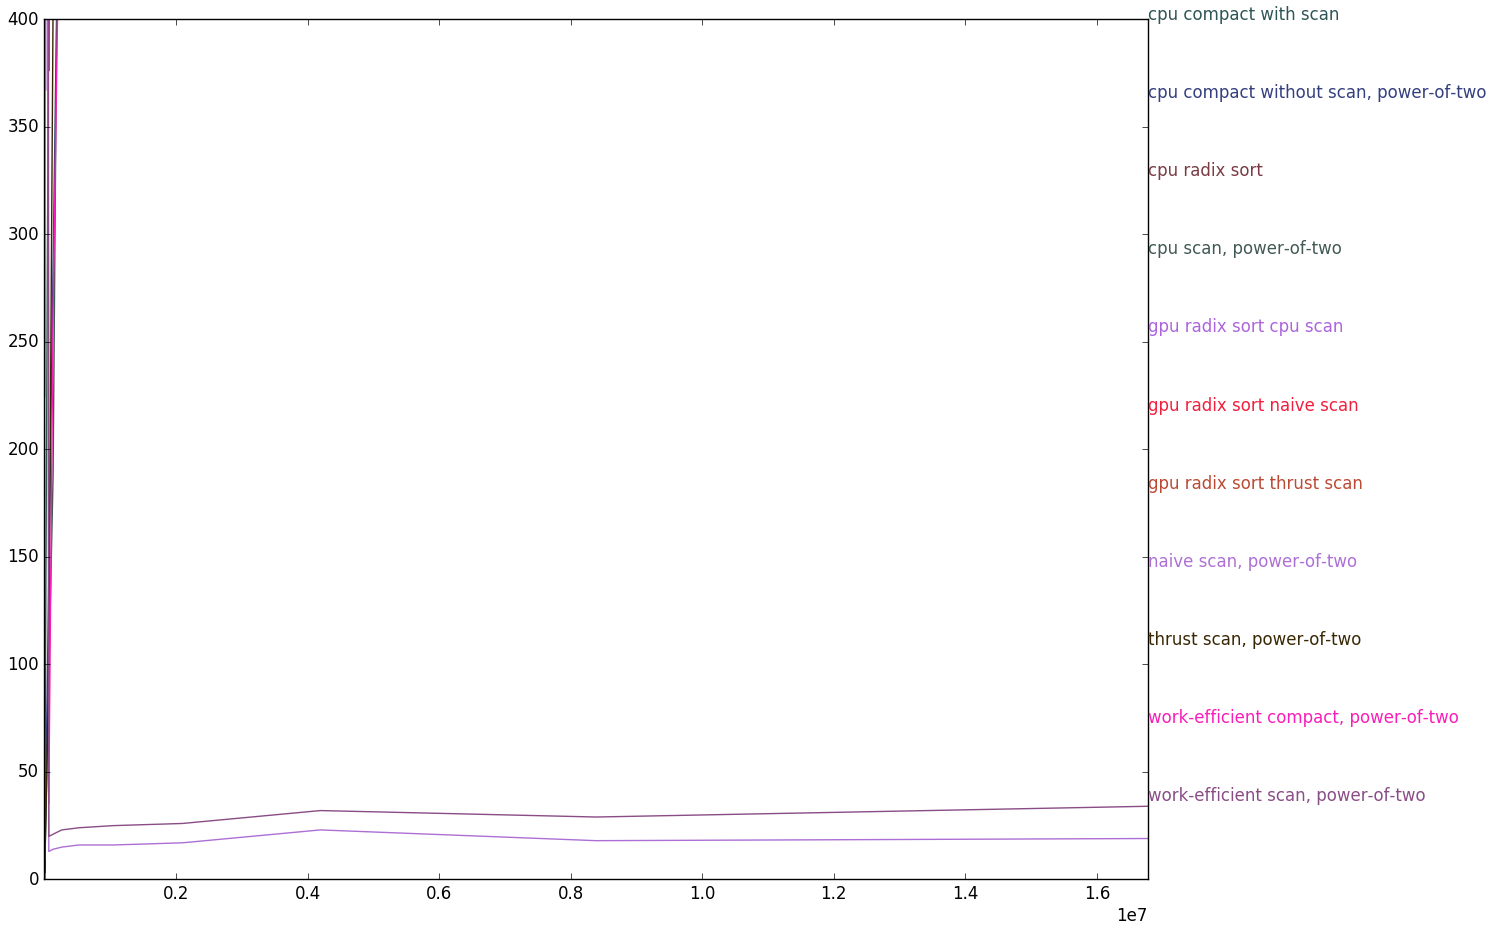 400
350
300
250
200
150
100
50
0
0.2 0.4 0.6 0.8 1.0 1.2 1.4 1.6
1e7
cpu compact with scan
cpu compact without scan, power-of-two
cpu radix sort
cpu scan, power-of-two
gpu radix sort cpu scan
gpu radix sort naive scan
gpu radix sort thrust scan
naive scan, power-of-two
thrust scan, power-of-two
work-efficient compact, power-of-two
work-efficient scan, power-of-two